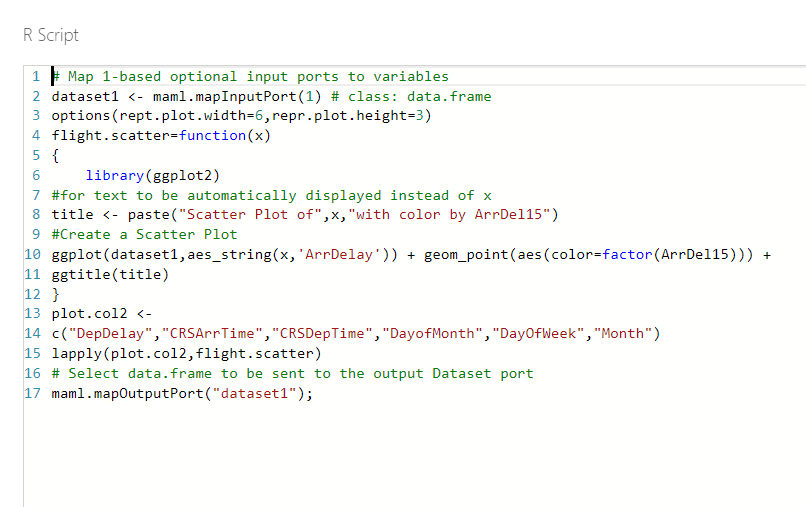 R Script
1 # Map 1-based optional input ports to variables
2 dataset1 <- maml.mapInputPort(1) # class: data.frame
3 options(rept.plot.width=6,repr.plot.height=3)
4 flight.scatter=function(x)
5 {
6     library(ggplot2)
7 #for text to be automatically displayed instead of x
8 title <- paste("Scatter Plot of",x,"with color by ArrDel15")
9 #Create a Scatter Plot
10 ggplot(dataset1,aes_string(x,'ArrDelay')) + geom_point(aes(color=factor(ArrDel15))) +
11 ggtitle(title)
12 }
13 plot.col2 <-
14 c("DepDelay","CRSArrTime","CRSDepTime","DayofMonth","DayOfWeek","Month")
15 lapply(plot.col2,flight.scatter)
16 # Select data.frame to be sent to the output Dataset port
17 maml.mapOutputPort("dataset1");